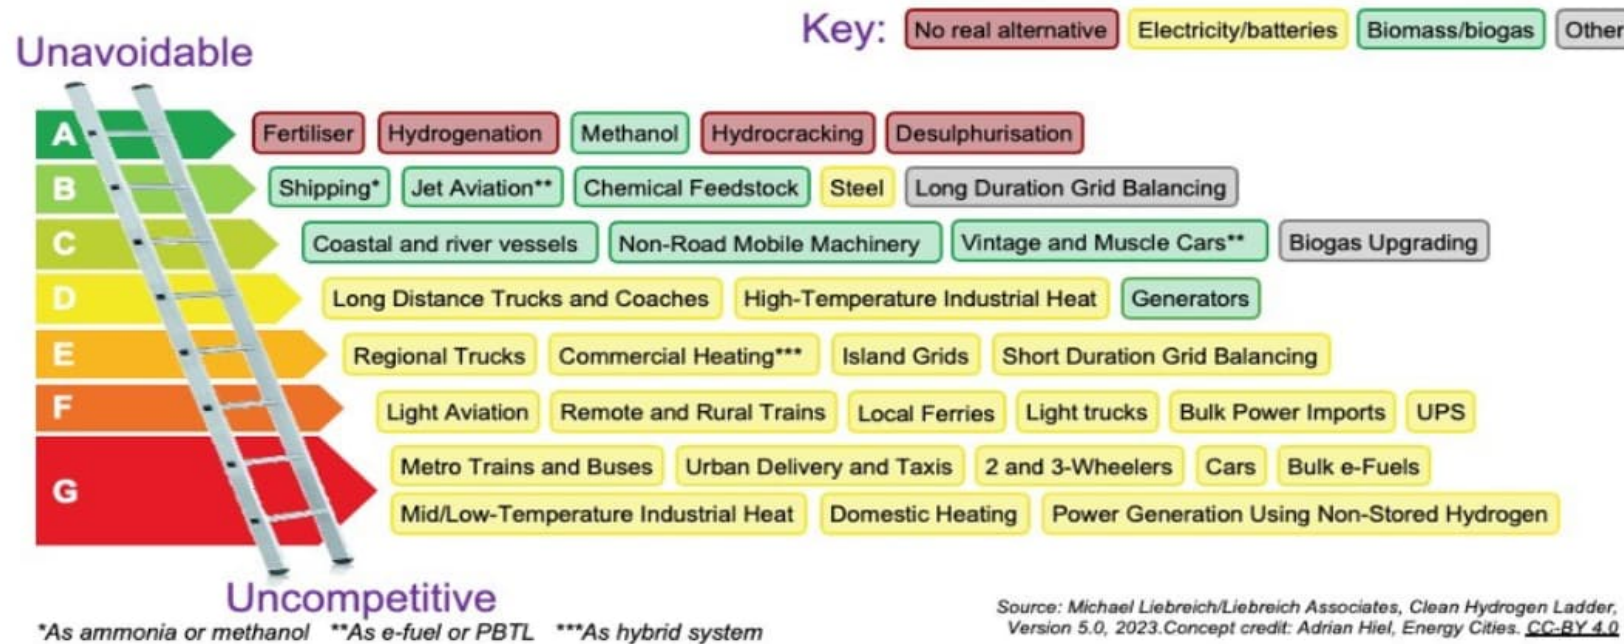 Key: No real alternative Electricity/batteries Biomass/biogas Other
Unavoidable
A Fertiliser Hydrogenation Methanol Hydrocracking Desulphurisation
B Shipping* Jet Aviation** Chemical Feedstock Steel Long Duration Grid Balancing
C Coastal and river vessels Non-Road Mobile Machinery Vintage and Muscle Cars** Biogas Upgrading
D Long Distance Trucks and Coaches High-Temperature Industrial Heat Generators
E Regional Trucks Commercial Heating*** Island Grids Short Duration Grid Balancing
F Light Aviation Remote and Rural Trains Local Ferries Light trucks Bulk Power Imports UPS
G Metro Trains and Buses Urban Delivery and Taxis 2 and 3-Wheelers Cars Bulk e-Fuels
Mid/Low-Temperature Industrial Heat Domestic Heating Power Generation Using Non-Stored Hydrogen
Uncompetitive
*As ammonia or methanol **As e-fuel or PBTL ***As hybrid system
Source: Michael Liebreich/Liebreich Associates, Clean Hydrogen Ladder,
Version 5.0, 2023.Concept credit: Adrian Hiel, Energy Cities. CC-BY 4.0